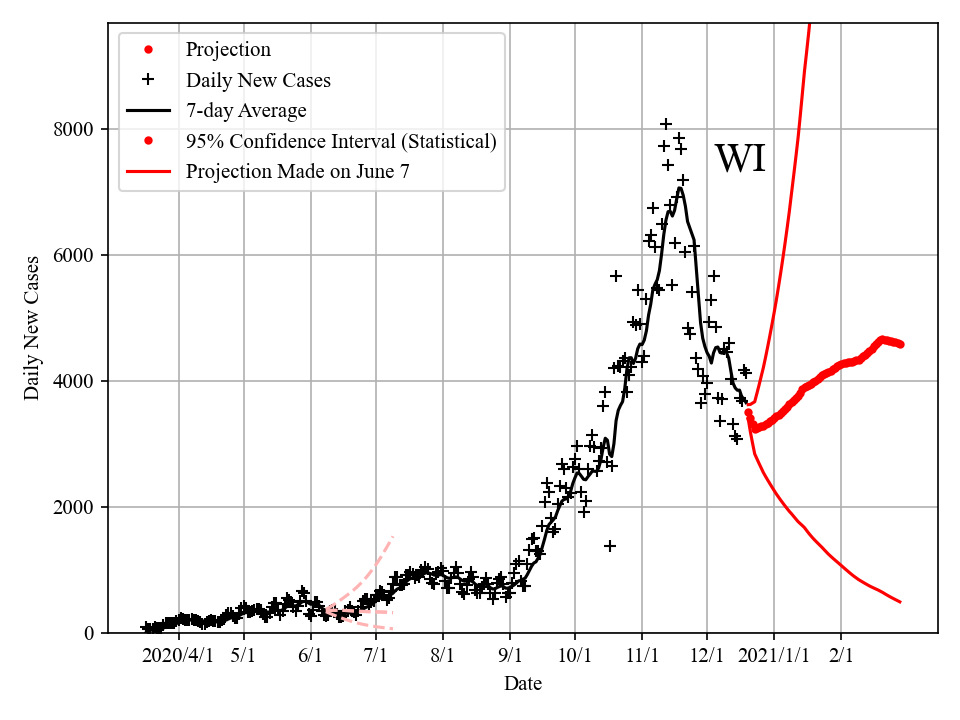 Projection
Daily New Cases
7-day Average
95% Confidence Interval (Statistical)
Projection Made on June 7
WI
8000
6000
4000
2000
0
Daily New Cases
2020/4/1 5/1 6/1 7/1 8/1 9/1 10/1 11/1 12/1 2021/1/1 2/1
Date